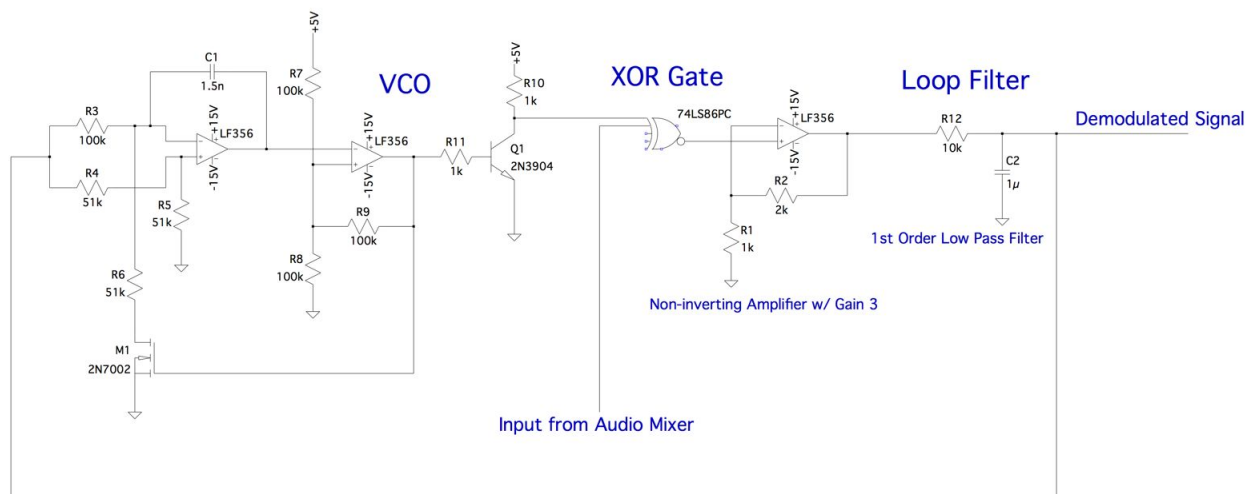 +5V
C1
1.5n
R7
100k
VCO
+5V
R10
1k
XOR Gate
Loop Filter
74LS86PC
R3
100k
+15V
LF356
-15V
+15V
LF356
-15V
R11
1k
Q1
2N3904
+15V
LF356
-15V
R12
10k
Demodulated Signal
R4
51k
R5
51k
R9
100k
R2
2k
C2
1µ
R1
1k
1st Order Low Pass Filter
R6
51k
R8
100k
Non-inverting Amplifier w/ Gain 3
M1
2N7002
Input from Audio Mixer